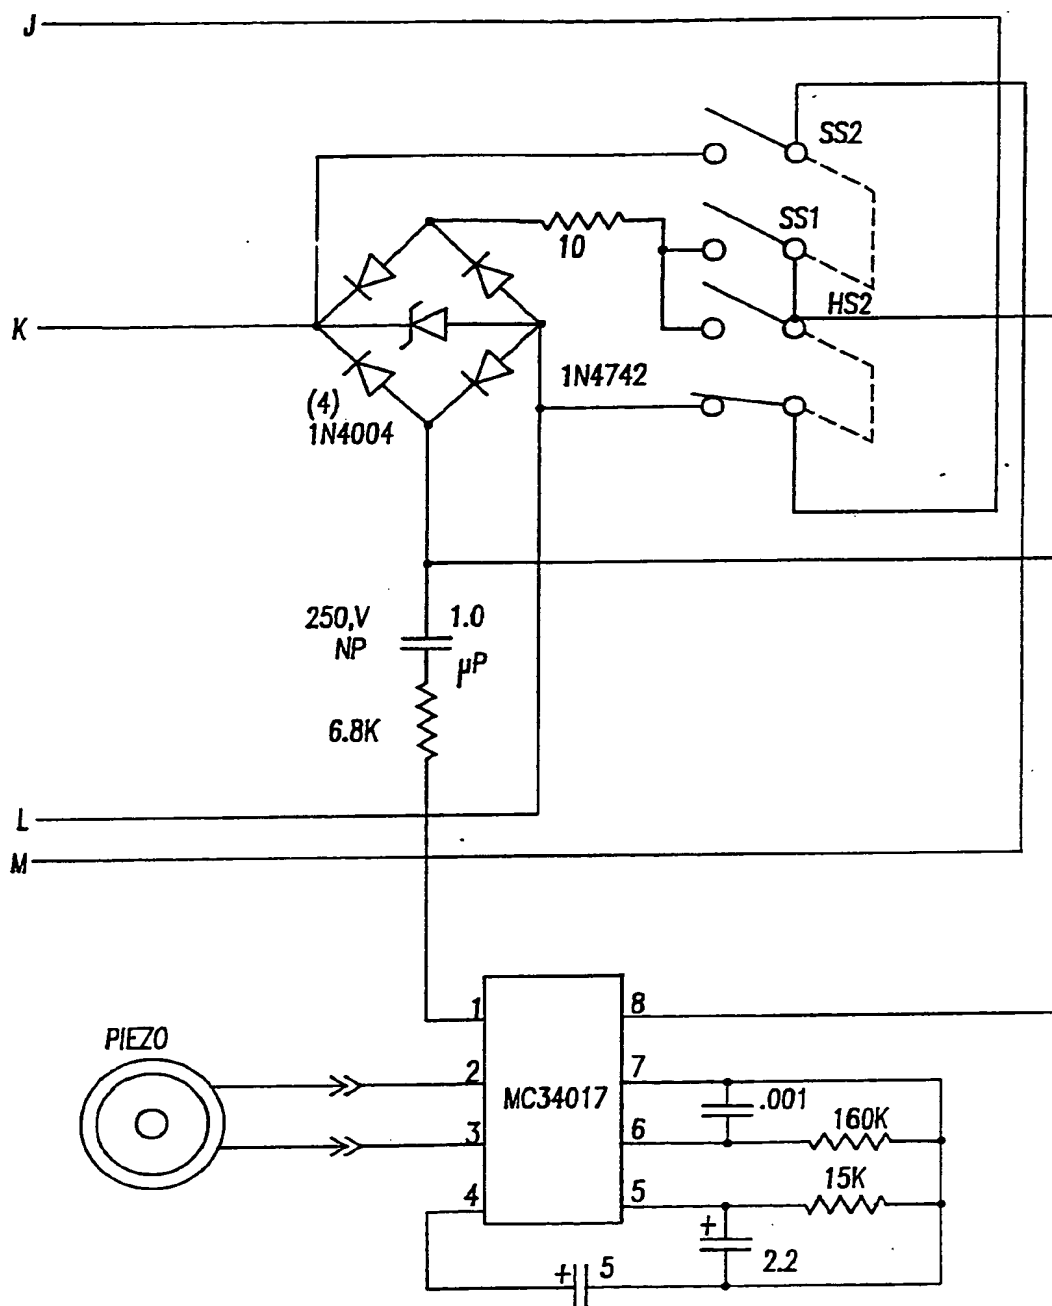 J
SS2
SS1
10
HS2
K
1N4742
(4)
1N4004
250,V
NP
1.0
µP
6.8K
L
M
PIEZO
1
8
2
7
MC34017
.001
3
6
160K
4
5
15K
+
2.2
+
5